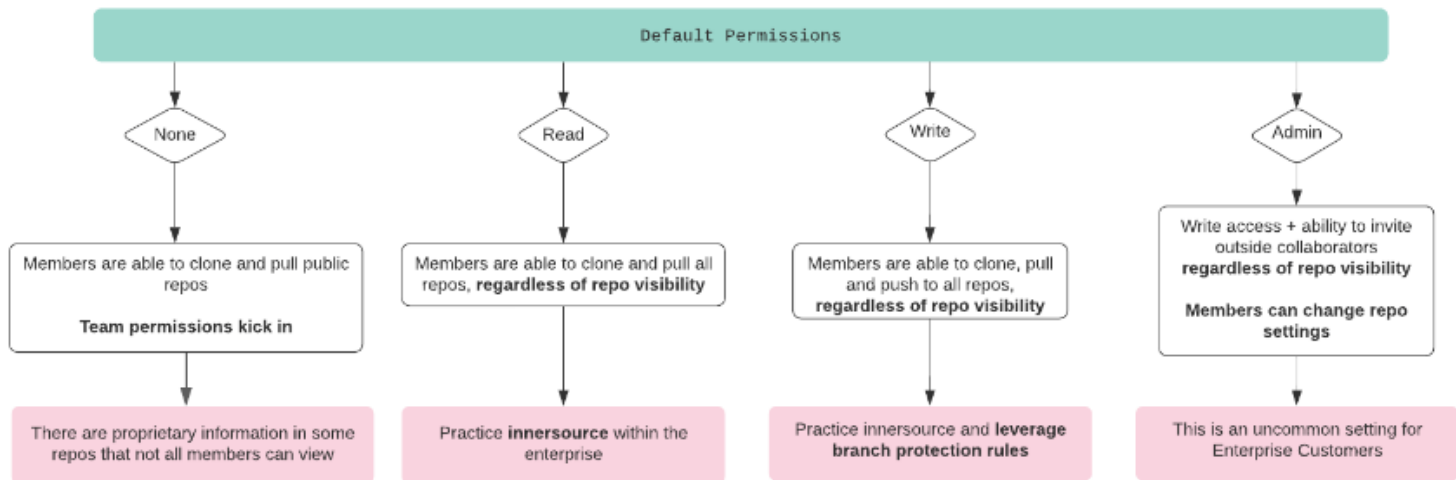 Default Permissions
None
Read
Write
Admin
Members are able to clone and pull public
repos
Team permissions kick in
Members are able to clone and pull all
repos, regardless of repo visibility
Members are able to clone, pull
and push to all repos,
regardless of repo visibility
Write access + ability to invite
outside collaborators
regardless of repo visibility
Members can change repo
settings
There are proprietary information in some
repos that not all members can view
Practice innersource within the
enterprise
Practice innersource and leverage
branch protection rules
This is an uncommon setting for
Enterprise Customers